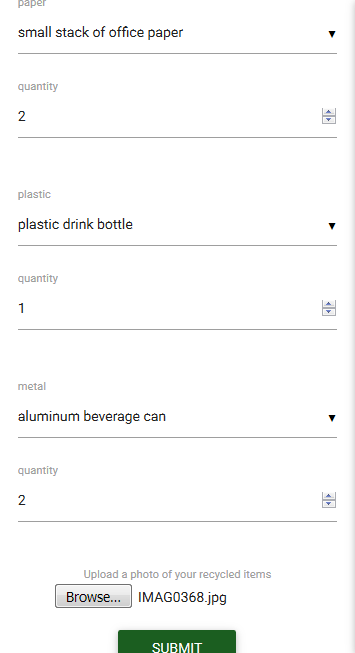 paper
small stack of office paper
quantity
2
plastic
plastic drink bottle
quantity
1
metal
aluminum beverage can
quantity
2
Upload a photo of your recycled items
Browse... IMAG0368.jpg
SUBMIT